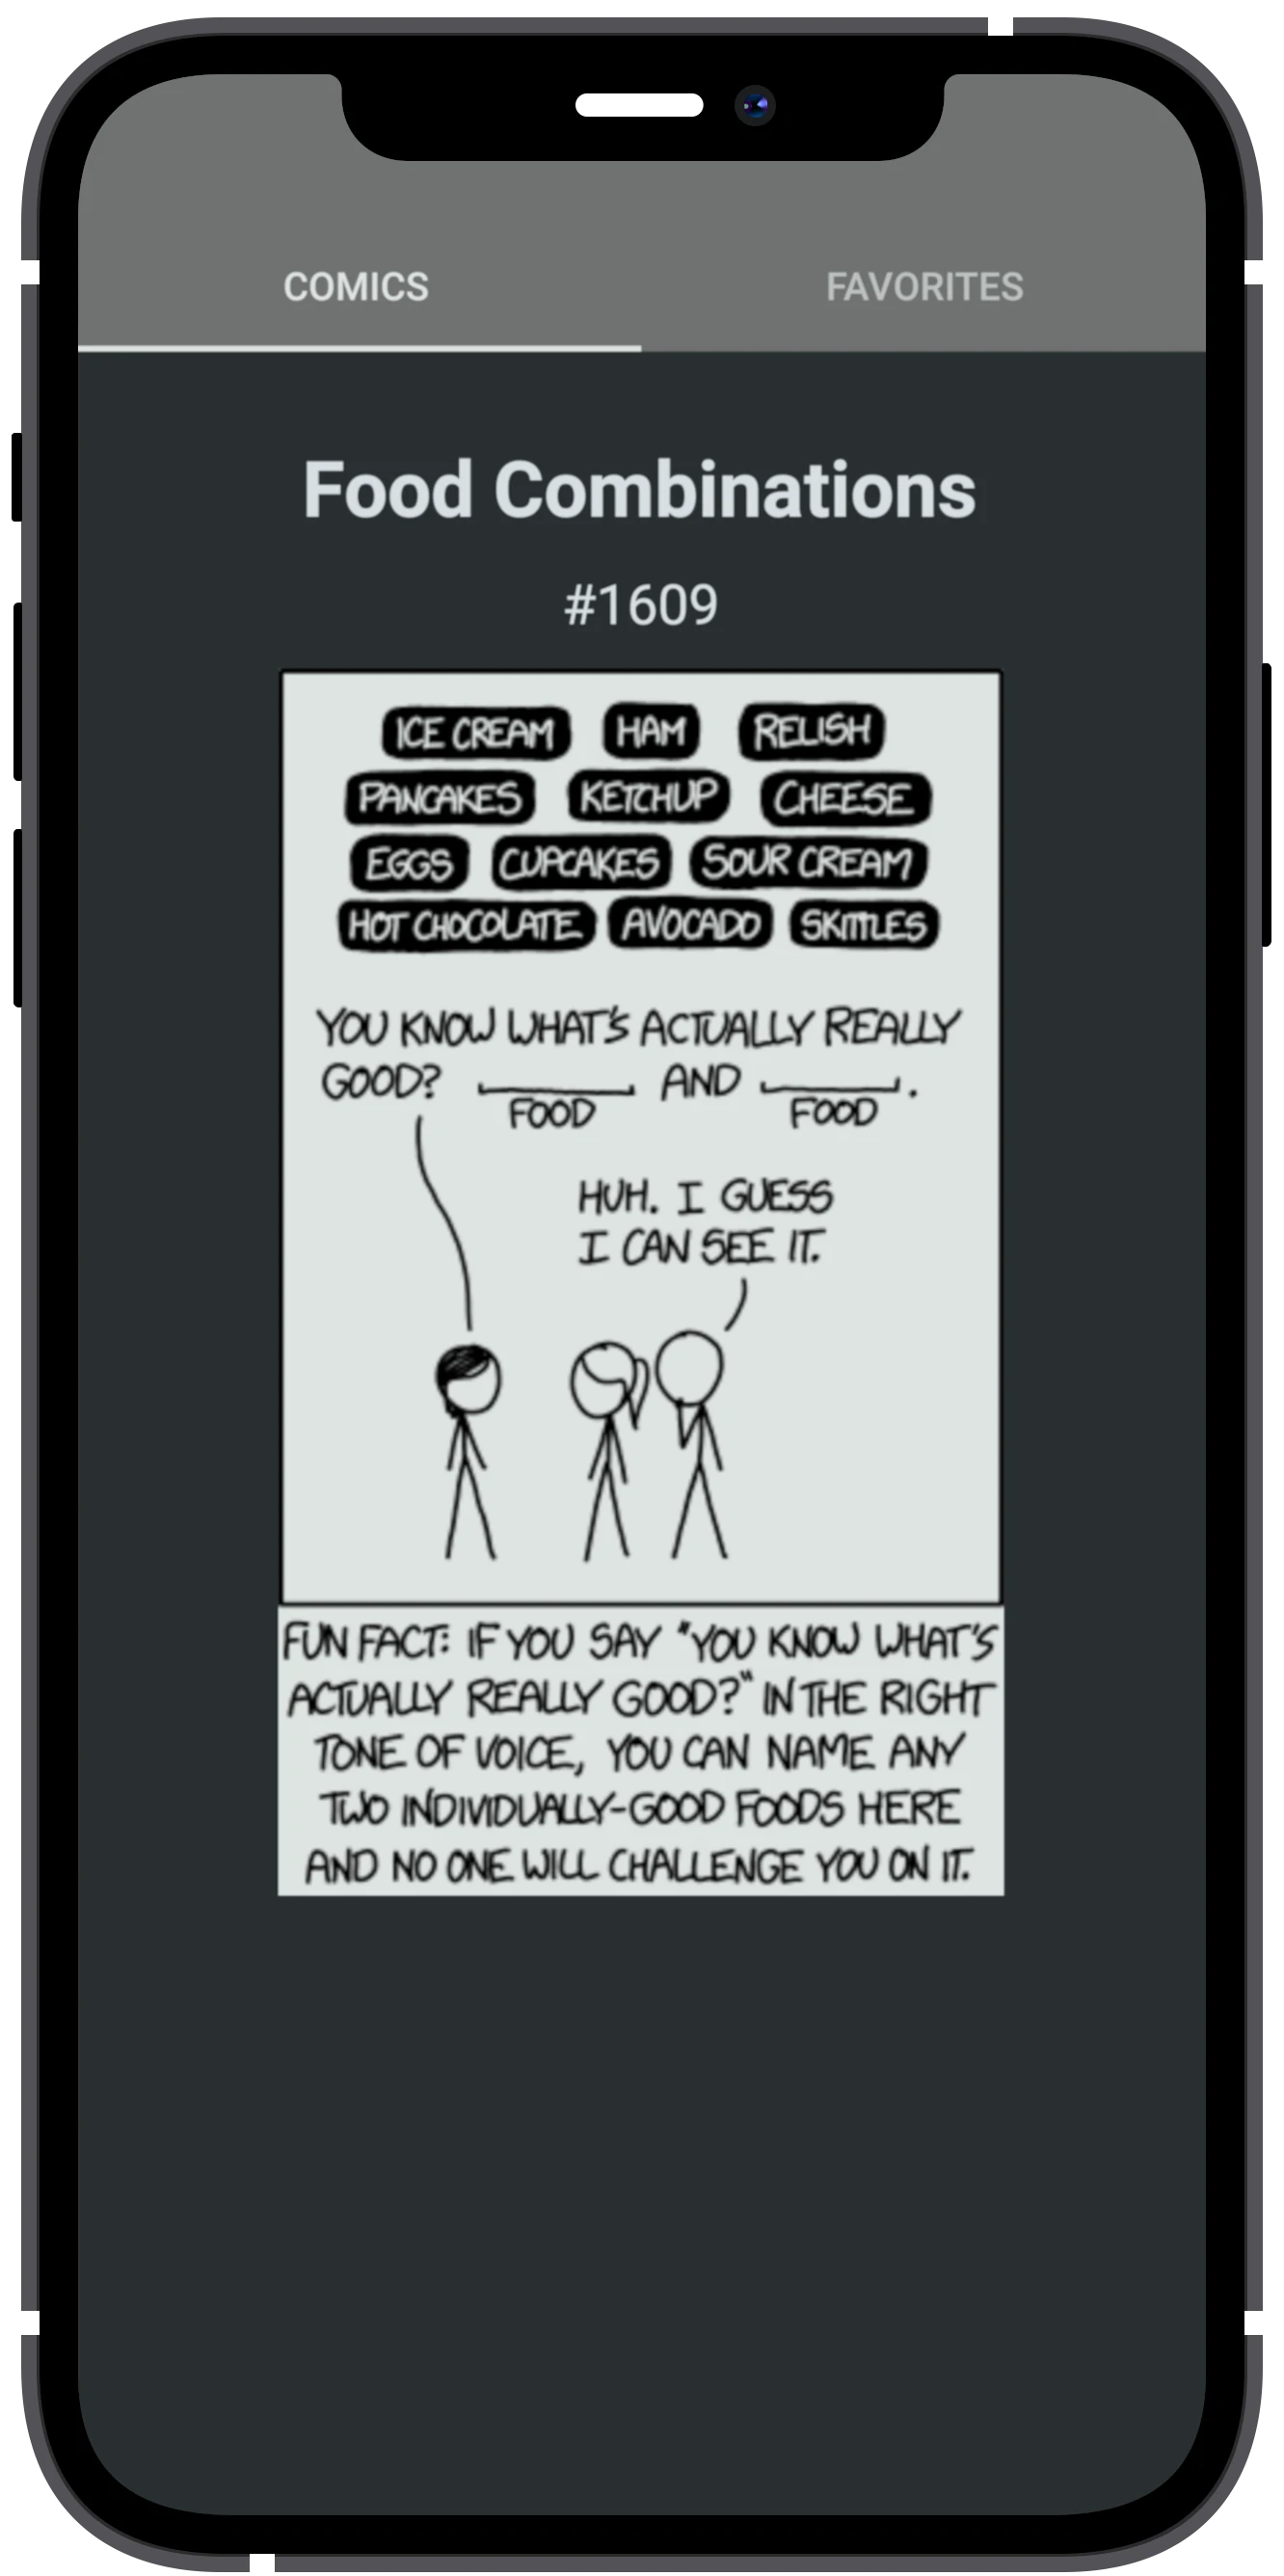 COMICS FAVORITES
Food Combinations
#1609
ICE CREAM HAM RELISH
PANCAKES KETCHUP CHEESE
EGGS CUPCAKES SOUR CREAM
HOT CHOCOLATE AVOCADO SKITTLES
YOU KNOW WHAT'S ACTUALLY REALLY
GOOD? ______ AND ______.
FOOD FOOD
HUH. I GUESS
I CAN SEE IT.
FUN FACT: IF YOU SAY "YOU KNOW WHAT'S
ACTUALLY REALLY GOOD?" IN THE RIGHT
TONE OF VOICE, YOU CAN NAME ANY
TWO INDIVIDUALLY-GOOD FOODS HERE
AND NO ONE WILL CHALLENGE YOU ON IT.